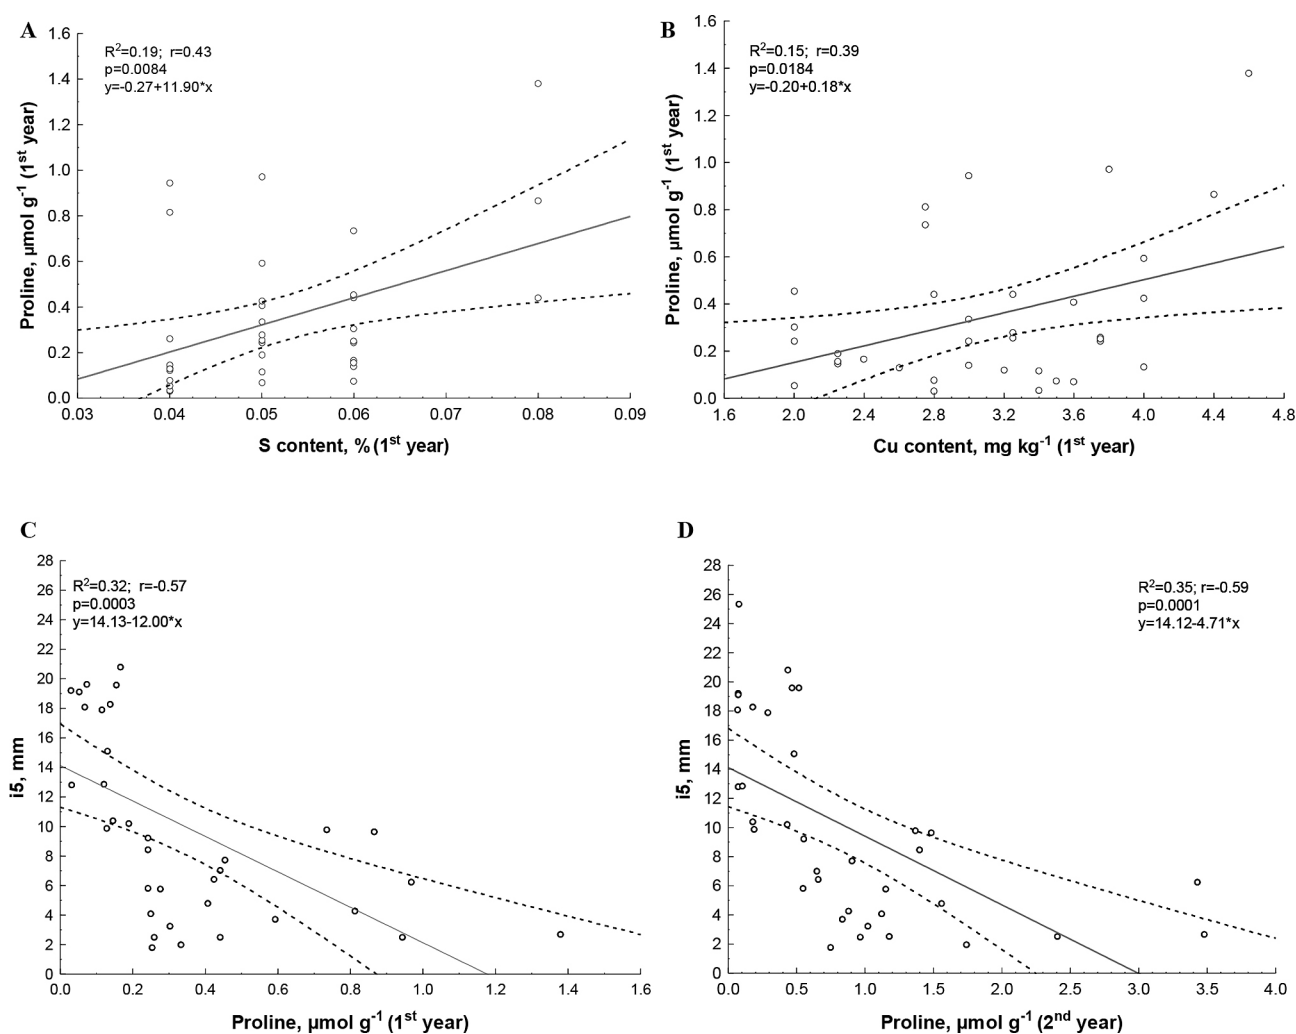 A
R²=0.19; r=0.43
p=0.0084
y=-0.27+11.90*x
Proline, µmol g⁻¹ (1ˢᵗ year)
1.6
1.4
1.2
1.0
0.8
0.6
0.4
0.2
0.0
0.03 0.04 0.05 0.06 0.07 0.08 0.09
S content, % (1ˢᵗ year)
B
R²=0.15; r=0.39
p=0.0184
y=-0.20+0.18*x
Proline, µmol g⁻¹ (1ˢᵗ year)
1.6
1.4
1.2
1.0
0.8
0.6
0.4
0.2
0.0
1.6 2.0 2.4 2.8 3.2 3.6 4.0 4.4 4.8
Cu content, mg kg⁻¹ (1ˢᵗ year)
C
R²=0.32; r=-0.57
p=0.0003
y=14.13-12.00*x
i5, mm
28
26
24
22
20
18
16
14
12
10
8
6
4
2
0
0.0 0.2 0.4 0.6 0.8 1.0 1.2 1.4 1.6
Proline, µmol g⁻¹ (1ˢᵗ year)
D
R²=0.35; r=-0.59
p=0.0001
y=14.12-4.71*x
i5, mm
28
26
24
22
20
18
16
14
12
10
8
6
4
2
0
0.0 0.5 1.0 1.5 2.0 2.5 3.0 3.5 4.0
Proline, µmol g⁻¹ (2ⁿᵈ year)